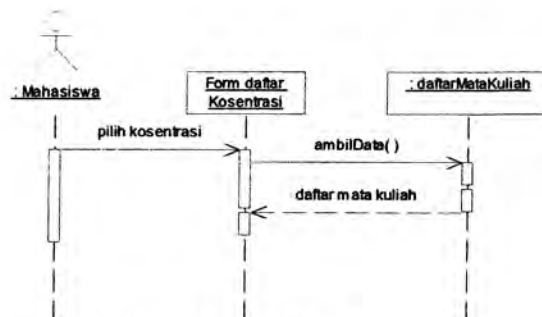 : Mahasiswa
Form daftar
Kosentrasi
: daftarMataKuliah
pilih kosentrasi
ambilData( )
daftar mata kuliah